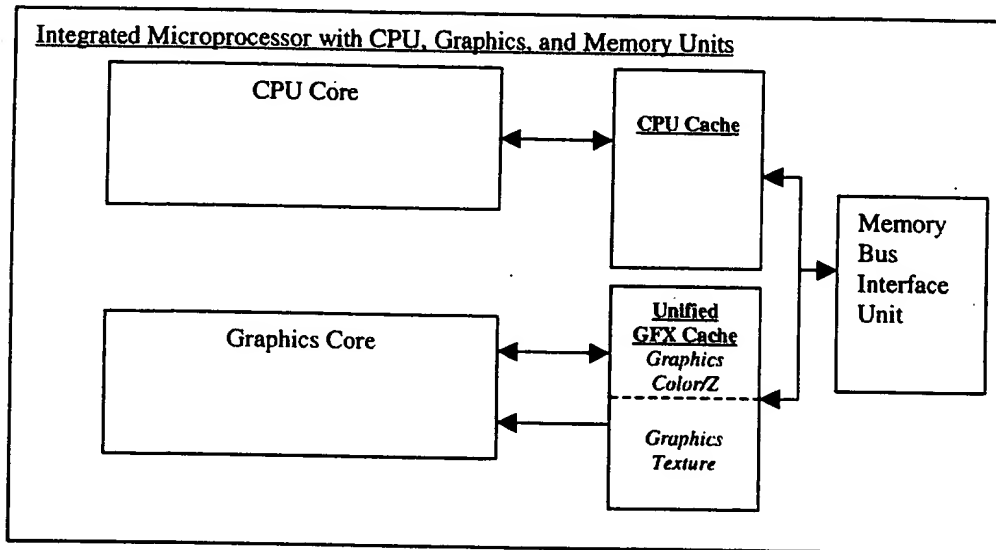 Integrated Microprocessor with CPU, Graphics, and Memory Units
CPU Core
CPU Cache
Memory
Bus
Interface
Unit
Graphics Core
Unified
GFX Cache
Graphics
Color/Z
Graphics
Texture